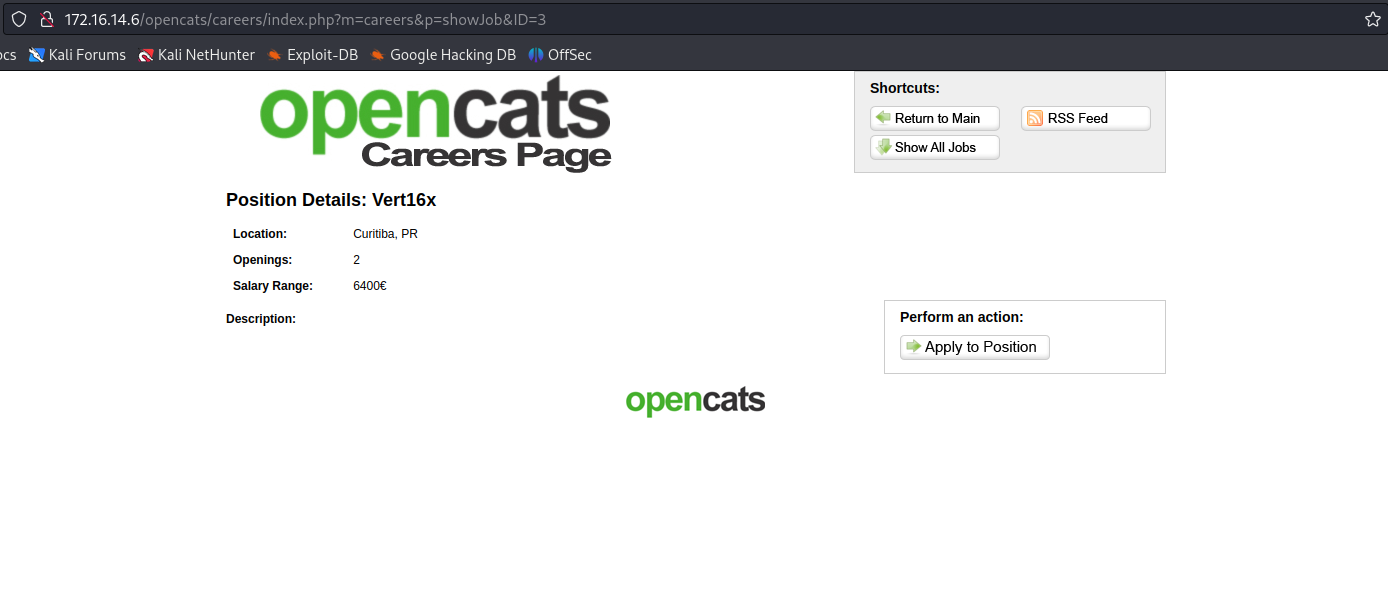 172.16.14.6/opencats/careers/index.php?m=careers&p=showJob&ID=3
ocs Kali Forums Kali NetHunter Exploit-DB Google Hacking DB OffSec
opencats
Careers Page
Shortcuts:
Return to Main RSS Feed
Show All Jobs
Position Details: Vert16x
Location: Curitiba, PR
Openings: 2
Salary Range: 6400€
Description:
Perform an action:
Apply to Position
opencats